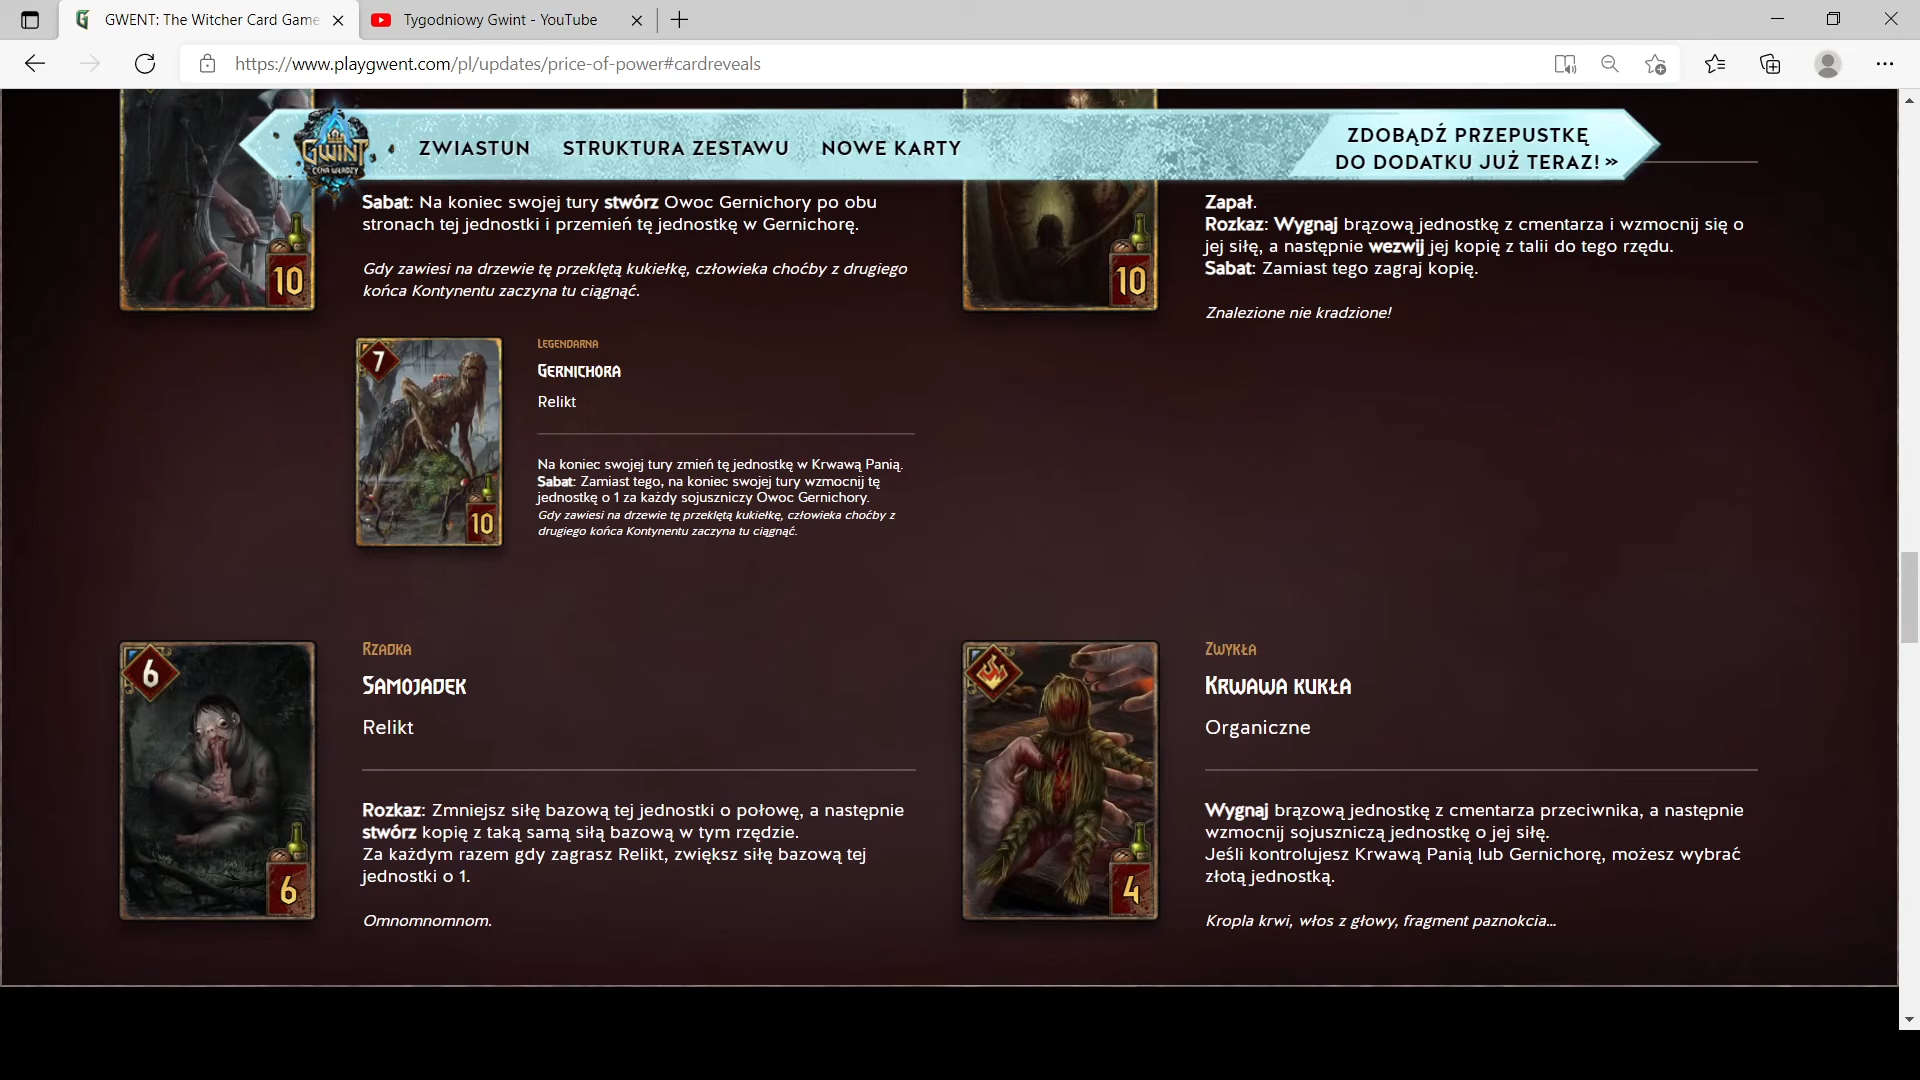 GWENT: The Witcher Card Game
Tygodniowy Gwint - YouTube
https://www.playgwent.com/pl/updates/price-of-power#cardreveals
GWINT
CENA WŁADZY
ZWIASTUN
STRUKTURA ZESTAWU
NOWE KARTY
ZDOBĄDŹ PRZEPUSTKĘ
DO DODATKU JUŻ TERAZ! »
10
Sabat: Na koniec swojej tury stwórz Owoc Gernichory po obu
stronach tej jednostki i przemień tę jednostkę w Gernichorę.
Gdy zawiesi na drzewie tę przeklętą kukiełkę, człowieka choćby z drugiego
końca Kontynentu zaczyna tu ciągnąć.
10
Zapał.
Rozkaz: Wygnaj brązową jednostkę z cmentarza i wzmocnij się o
jej siłę, a następnie wezwij jej kopię z talii do tego rzędu.
Sabat: Zamiast tego zagraj kopię.
Znalezione nie kradzione!
7
10
Legendarna
Gernichora
Relikt
Na koniec swojej tury zmień tę jednostkę w Krwawą Panią.
Sabat: Zamiast tego, na koniec swojej tury wzmocnij tę
jednostkę o 1 za każdy sojuszniczy Owoc Gernichory.
Gdy zawiesi na drzewie tę przeklętą kukiełkę, człowieka choćby z
drugiego końca Kontynentu zaczyna tu ciągnąć.
6
6
Rzadka
Samojadek
Relikt
Rozkaz: Zmniejsz siłę bazową tej jednostki o połowę, a następnie
stwórz kopię z taką samą siłą bazową w tym rzędzie.
Za każdym razem gdy zagrasz Relikt, zwiększ siłę bazową tej
jednostki o 1.
Omnomnomnom.
4
Zwykła
Krwawa kukła
Organiczne
Wygnaj brązową jednostkę z cmentarza przeciwnika, a następnie
wzmocnij sojuszniczą jednostkę o jej siłę.
Jeśli kontrolujesz Krwawą Panią lub Gernichorę, możesz wybrać
złotą jednostką.
Kropla krwi, włos z głowy, fragment paznokcia...